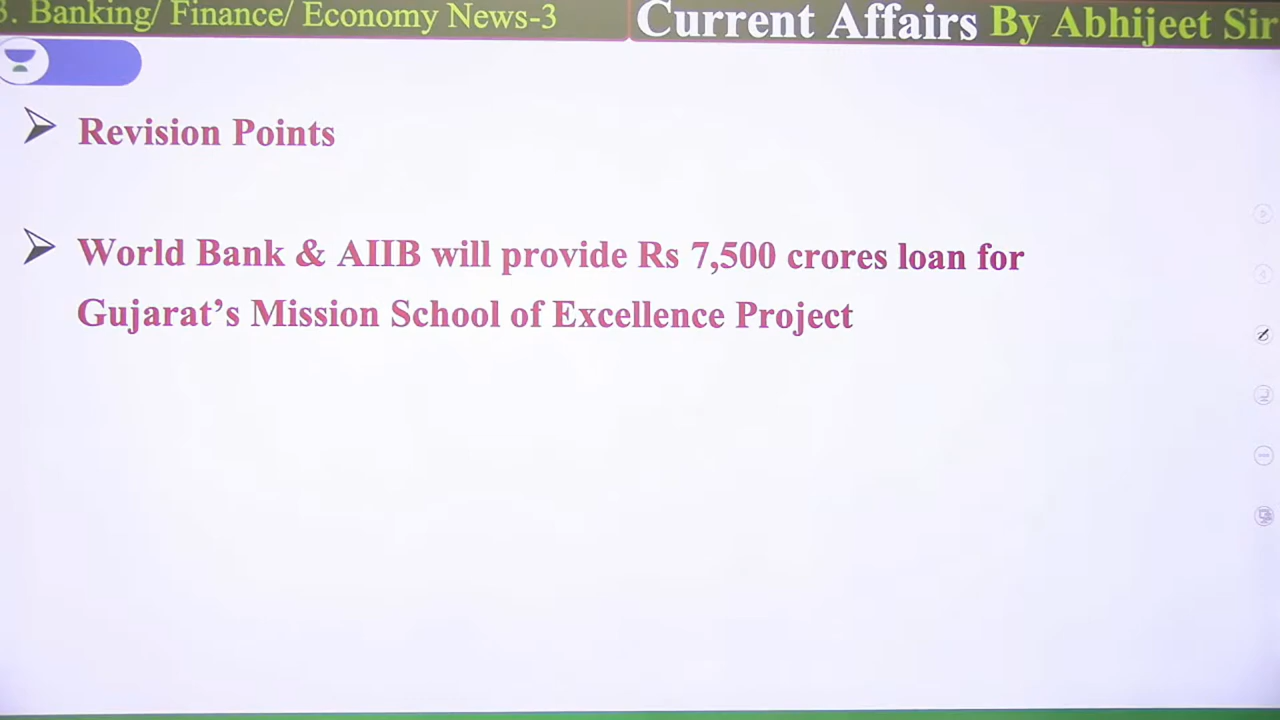 3. Banking/ Finance/ Economy News-3
Current Affairs By Abhijeet Sir
Revision Points
World Bank & AIIB will provide Rs 7,500 crores loan for
Gujarat's Mission School of Excellence Project